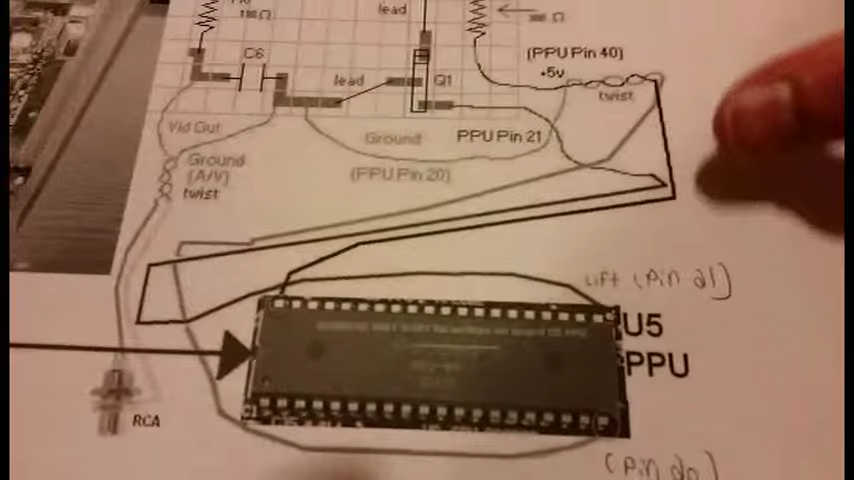 lead
C6
(PPU Pin 40)
+5v
lead
Q1
twist
Vid Out
Ground
PPU Pin 21
Ground
(A/V)
twist
(PPU Pin 20)
Lift (Pin 21)
U5
PPU
RCA
(Pin 20)